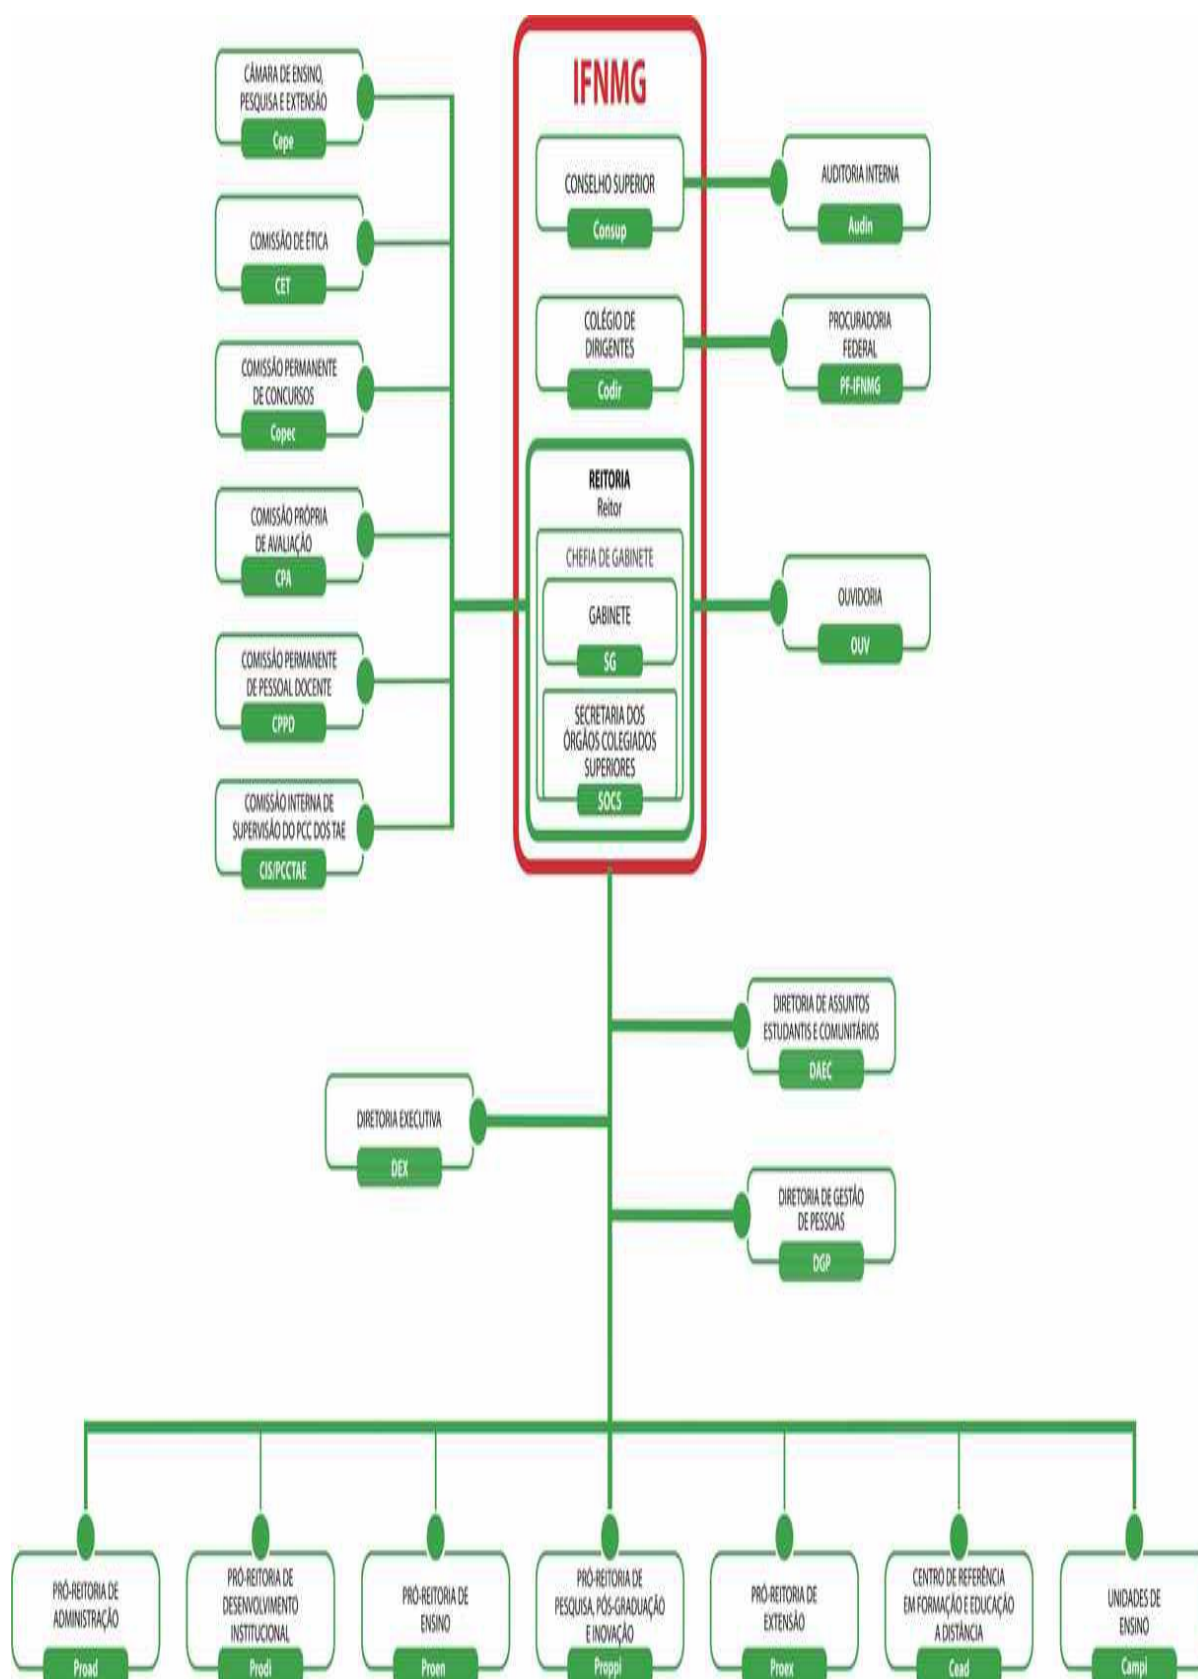 IFNMG
CÂMARA DE ENSINO,
PESQUISA E EXTENSÃO
Cepe
COMISSÃO DE ÉTICA
CET
COMISSÃO PERMANENTE
DE CONCURSOS
Copec
COMISSÃO PRÓPRIA
DE AVALIAÇÃO
CPA
COMISSÃO PERMANENTE
DE PESSOAL DOCENTE
CPPD
COMISSÃO INTERNA DE
SUPERVISÃO DO PCC DOS TAE
CIS/PCCTAE
CONSELHO SUPERIOR
Consup
COLÉGIO DE
DIRIGENTES
Codir
REITORIA
Reitor
CHEFIA DE GABINETE
GABINETE
SG
SECRETARIA DOS
ÓRGÃOS COLEGIADOS
SUPERIORES
SOCS
AUDITORIA INTERNA
Audin
PROCURADORIA
FEDERAL
PF-IFNMG
OUVIDORIA
OUV
DIRETORIA DE ASSUNTOS
ESTUDANTIS E COMUNITÁRIOS
DAEC
DIRETORIA EXECUTIVA
DEX
DIRETORIA DE GESTÃO
DE PESSOAS
DGP
PRÓ-REITORIA DE
ADMINISTRAÇÃO
Proad
PRÓ-REITORIA DE
DESENVOLVIMENTO
INSTITUCIONAL
Prodi
PRÓ-REITORIA DE
ENSINO
Proen
PRÓ-REITORIA DE
PESQUISA, PÓS-GRADUAÇÃO
E INOVAÇÃO
Proppi
PRÓ-REITORIA DE
EXTENSÃO
Proex
CENTRO DE REFERÊNCIA
EM FORMAÇÃO E EDUCAÇÃO
A DISTÂNCIA
Cead
UNIDADES DE
ENSINO
Campi